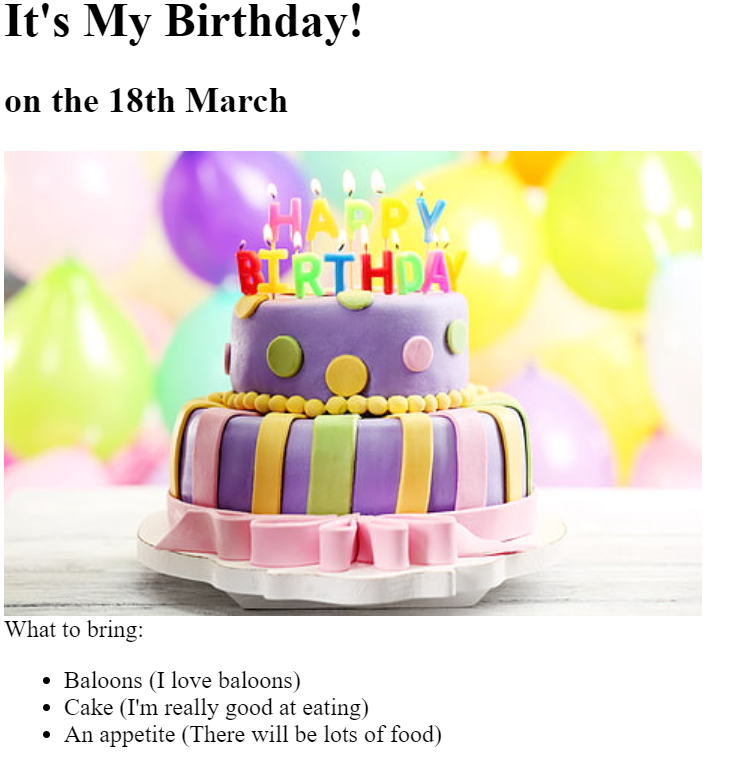 It's My Birthday!
on the 18th March
HAPPY
BIRTHDAY
What to bring:
Baloons (I love baloons)
Cake (I'm really good at eating)
An appetite (There will be lots of food)